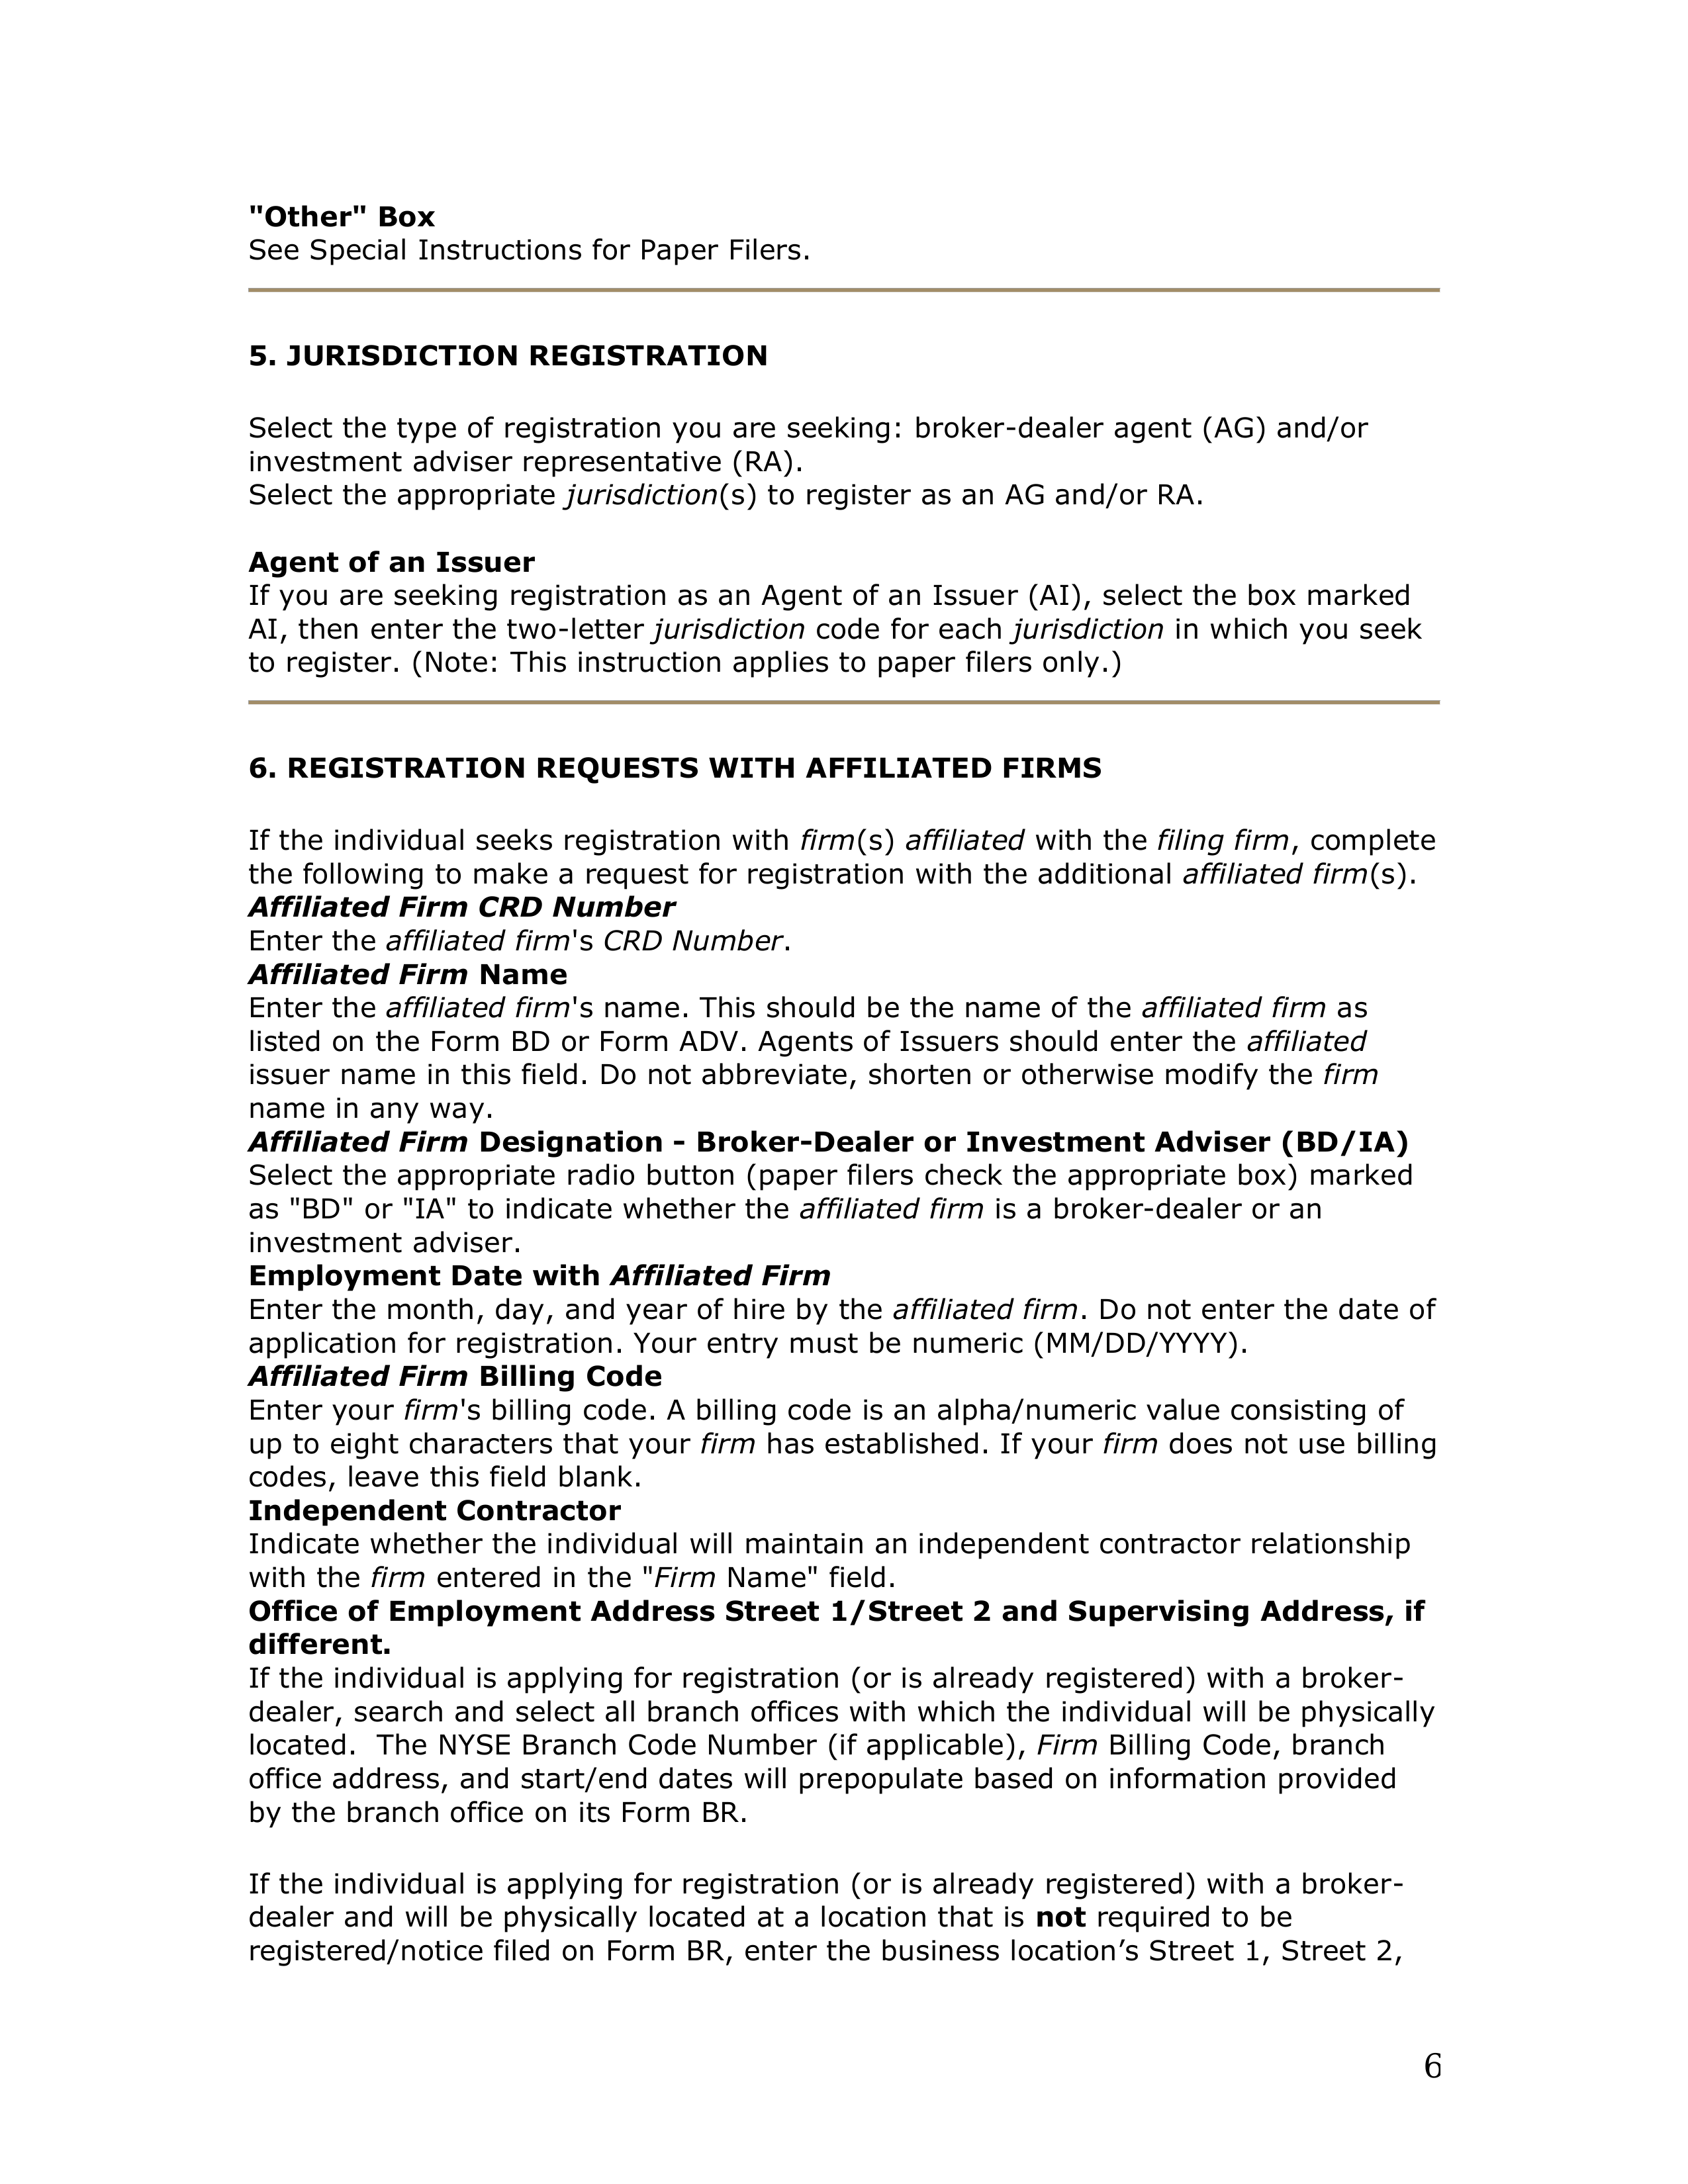 "Other" Box
See Special Instructions for Paper Filers.
5. JURISDICTION REGISTRATION
Select the type of registration you are seeking: broker-dealer agent (AG) and/or
investment adviser representative (RA).
Select the appropriate jurisdiction(s) to register as an AG and/or RA.
Agent of an Issuer
If you are seeking registration as an Agent of an Issuer (AI), select the box marked
AI, then enter the two-letter jurisdiction code for each jurisdiction in which you seek
to register. (Note: This instruction applies to paper filers only.)
6. REGISTRATION REQUESTS WITH AFFILIATED FIRMS
If the individual seeks registration with firm(s) affiliated with the filing firm, complete
the following to make a request for registration with the additional affiliated firm(s).
Affiliated Firm CRD Number
Enter the affiliated firm's CRD Number.
Affiliated Firm Name
Enter the affiliated firm's name. This should be the name of the affiliated firm as
listed on the Form BD or Form ADV. Agents of Issuers should enter the affiliated
issuer name in this field. Do not abbreviate, shorten or otherwise modify the firm
name in any way.
Affiliated Firm Designation - Broker-Dealer or Investment Adviser (BD/IA)
Select the appropriate radio button (paper filers check the appropriate box) marked
as "BD" or "IA" to indicate whether the affiliated firm is a broker-dealer or an
investment adviser.
Employment Date with Affiliated Firm
Enter the month, day, and year of hire by the affiliated firm. Do not enter the date of
application for registration. Your entry must be numeric (MM/DD/YYYY).
Affiliated Firm Billing Code
Enter your firm's billing code. A billing code is an alpha/numeric value consisting of
up to eight characters that your firm has established. If your firm does not use billing
codes, leave this field blank.
Independent Contractor
Indicate whether the individual will maintain an independent contractor relationship
with the firm entered in the "Firm Name" field.
Office of Employment Address Street 1/Street 2 and Supervising Address, if
different.
If the individual is applying for registration (or is already registered) with a broker-
dealer, search and select all branch offices with which the individual will be physically
located.  The NYSE Branch Code Number (if applicable), Firm Billing Code, branch
office address, and start/end dates will prepopulate based on information provided
by the branch office on its Form BR.
If the individual is applying for registration (or is already registered) with a broker-
dealer and will be physically located at a location that is not required to be
registered/notice filed on Form BR, enter the business location’s Street 1, Street 2,
6